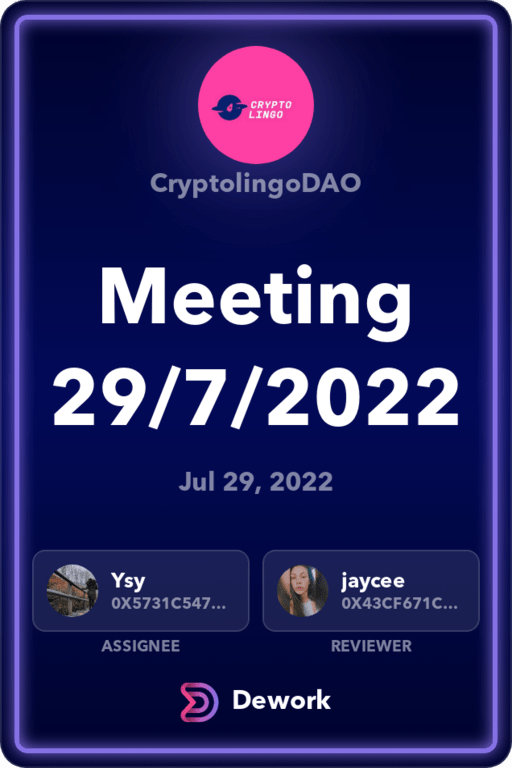 CRYPTO
LINGO
CryptolingoDAO
Meeting
29/7/2022
Jul 29, 2022
Ysy
0X5731C547...
ASSIGNEE
jaycee
0X43CF671C...
REVIEWER
Dework